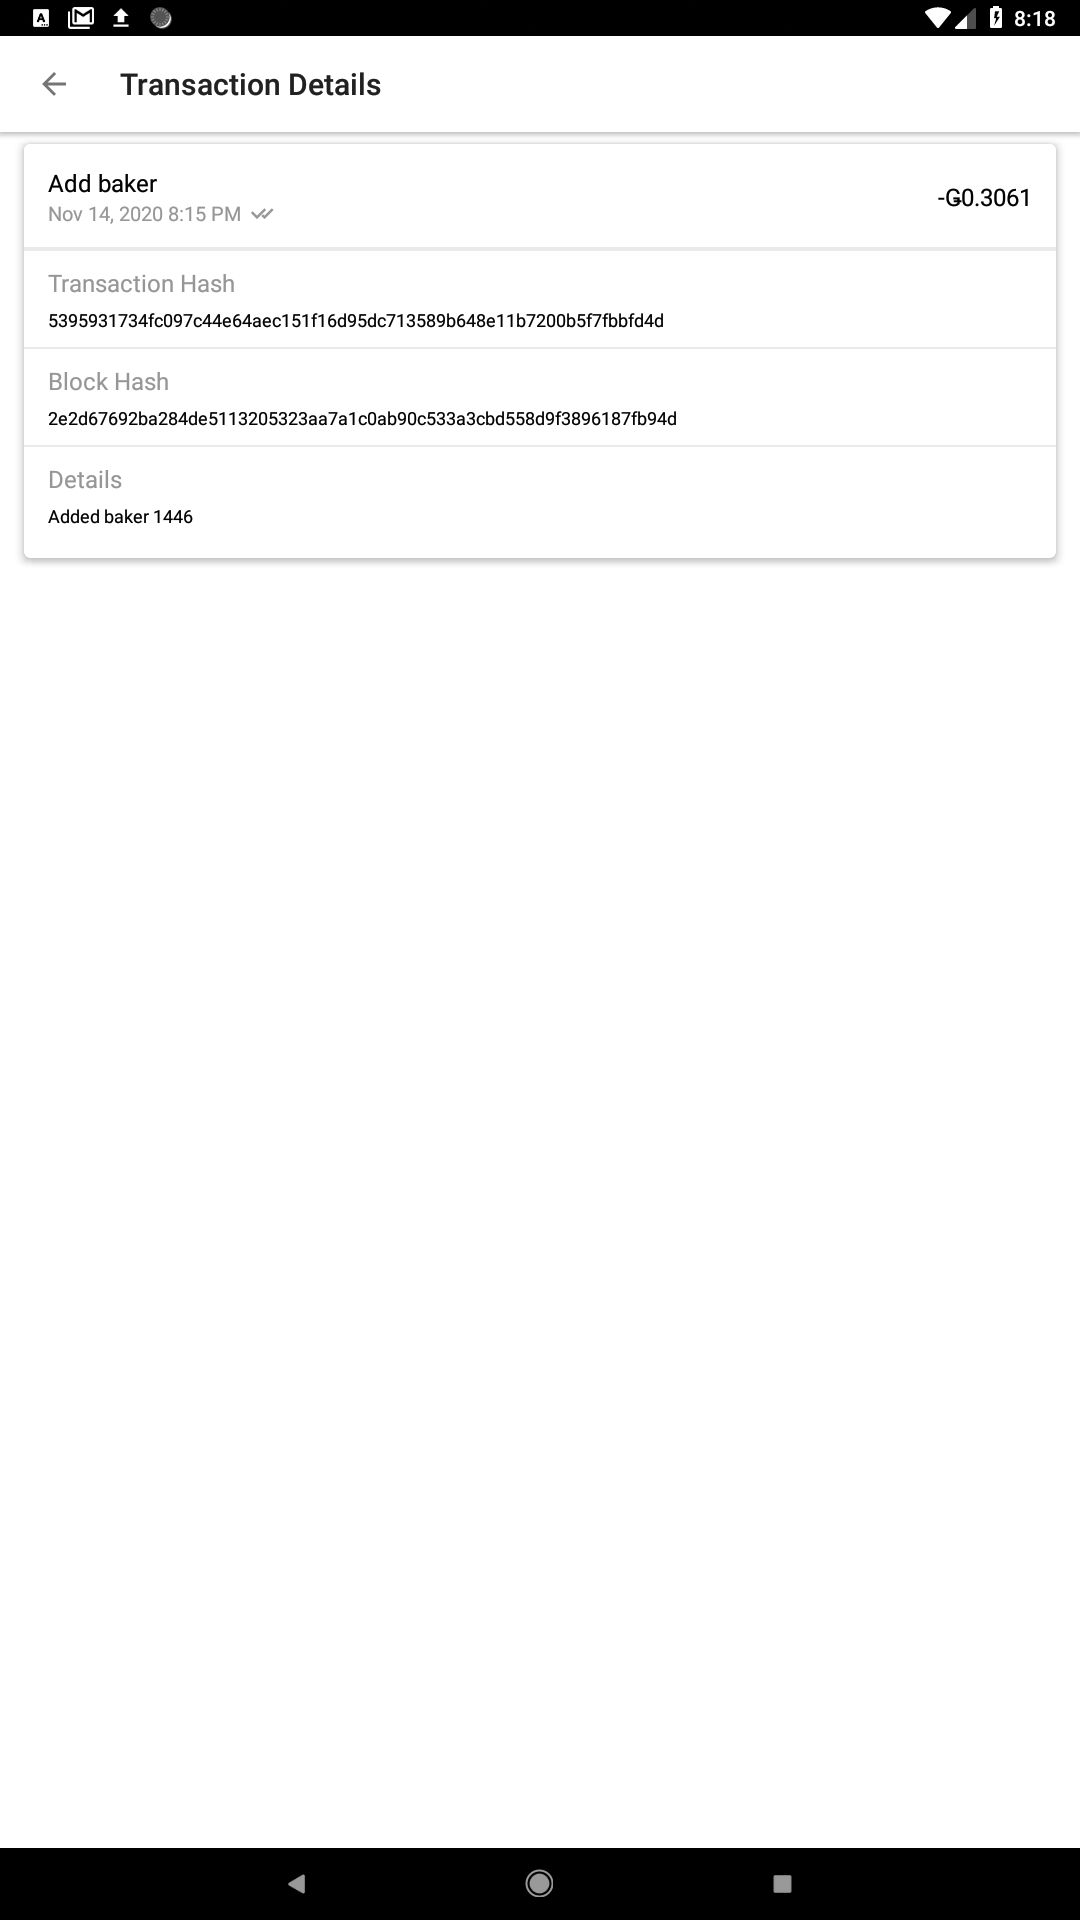 8:18
Transaction Details
Add baker
Nov 14, 2020 8:15 PM
-Ǥ0.3061
Transaction Hash
5395931734fc097c44e64aec151f16d95dc713589b648e11b7200b5f7fbbfd4d
Block Hash
2e2d67692ba284de5113205323aa7a1c0ab90c533a3cbd558d9f3896187fb94d
Details
Added baker 1446